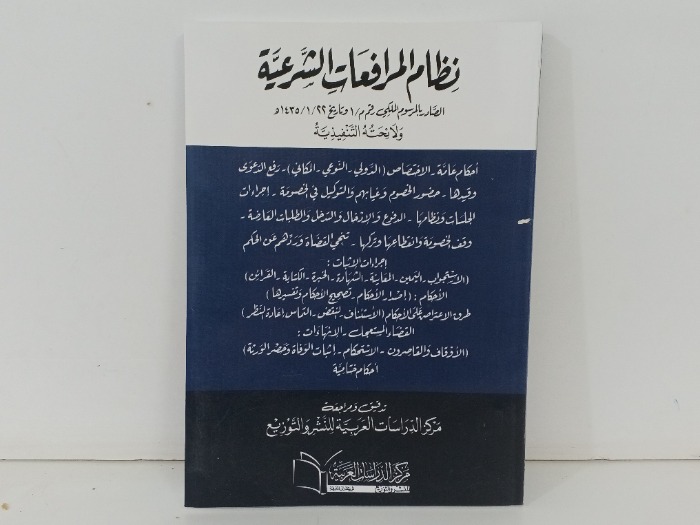 نظام المرافعات الشرعية
الصادر بالمرسوم الملكي رقم م/١ وتاريخ ١٤٣٥/١/٢٢هـ
ولائحته التنفيذية
أحكام عامة - الاختصاص (الدولي - النوعي - المكاني) - رفع الدعوى
وقيدها - حضور الخصوم وغيابهم والتوكيل في الخصومة - إجراءات
الجلسات ونظامها - الدفوع والإدخال والتدخل والطلبات العارضة -
وقف الخصومة وانقطاعها وتركها - تنحي القضاة وردهم عن الحكم
إجراءات الإثبات :
(الاستجواب - اليمين - المعاينة - الشهادة - الخبرة - الكتابة - القرائن)
الأحكام : (إصدار الأحكام - تصحيح الأحكام وتفسيرها)
طرق الاعتراض على الأحكام (الاستئناف - النقض - التماس إعادة النظر)
القضاء المستعجل - الإنهاءات :
(الأوقاف والقاصرون - الاستحكام - إثبات الوفاة وحصر الورثة)
أحكام ختامية
تدقيق ومراجعة
مركز الدراسات العربية للنشر والتوزيع
مركز الدراسات العربية
للنشر والتوزيع